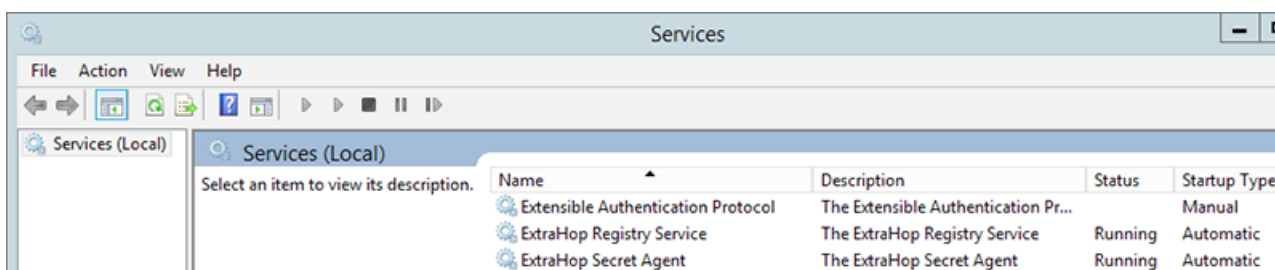 Services
File Action View Help
Services (Local)
Services (Local)
Select an item to view its description.
Name Description Status Startup Type
Extensible Authentication Protocol The Extensible Authentication Pr... Manual
ExtraHop Registry Service The ExtraHop Registry Service Running Automatic
ExtraHop Secret Agent The ExtraHop Secret Agent Running Automatic